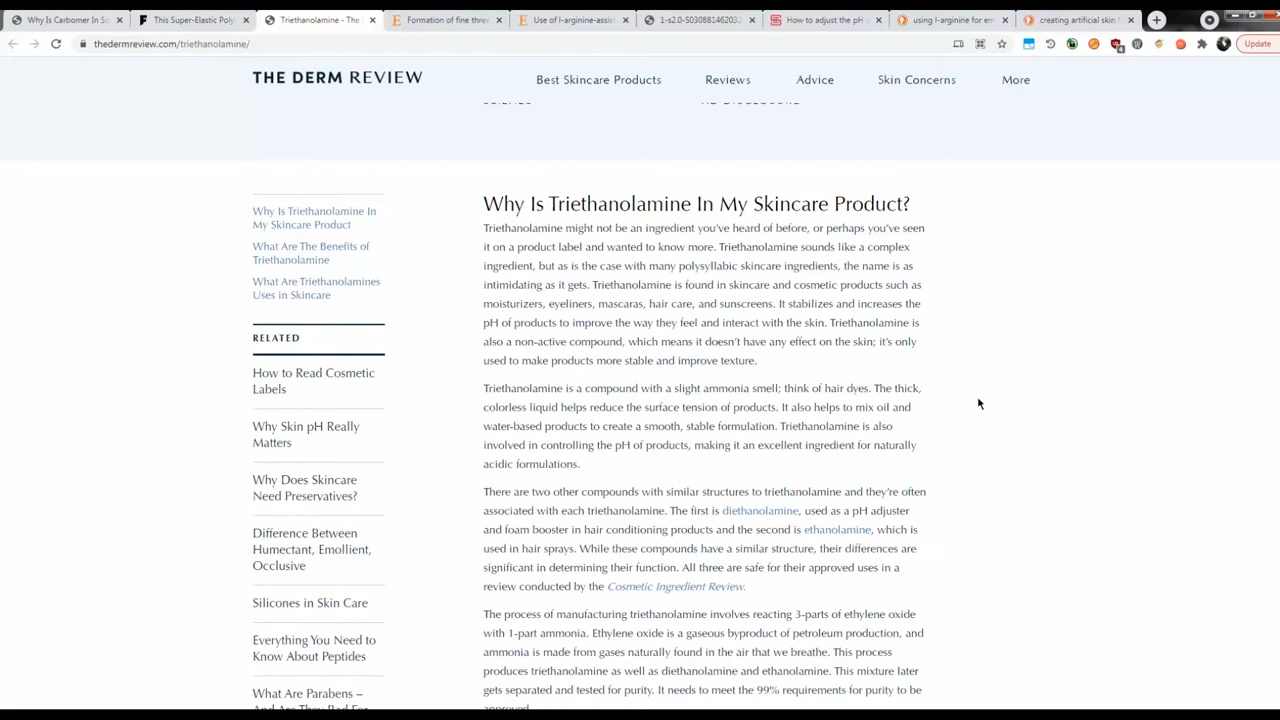 Why Is Carbomer In So
This Super-Elastic Poly
Triethanolamine - The
Formation of fine three
Use of l-arginine-assist
1-s2.0-S03088146203
How to adjust the pH o
using l-arginine for em
creating artificial skin f
thedermreview.com/triethanolamine/
Update
THE DERM REVIEW
Best Skincare Products
Reviews
Advice
Skin Concerns
More
AD DISCLOSURE
Why Is Triethanolamine In
My Skincare Product
What Are The Benefits of
Triethanolamine
What Are Triethanolamines
Uses in Skincare
RELATED
How to Read Cosmetic
Labels
Why Skin pH Really
Matters
Why Does Skincare
Need Preservatives?
Difference Between
Humectant, Emollient,
Occlusive
Silicones in Skin Care
Everything You Need to
Know About Peptides
What Are Parabens –
And Are They Bad For
Why Is Triethanolamine In My Skincare Product?
Triethanolamine might not be an ingredient you've heard of before, or perhaps you've seen
it on a product label and wanted to know more. Triethanolamine sounds like a complex
ingredient, but as is the case with many polysyllabic skincare ingredients, the name is as
intimidating as it gets. Triethanolamine is found in skincare and cosmetic products such as
moisturizers, eyeliners, mascaras, hair care, and sunscreens. It stabilizes and increases the
pH of products to improve the way they feel and interact with the skin. Triethanolamine is
also a non-active compound, which means it doesn't have any effect on the skin; it's only
used to make products more stable and improve texture.
Triethanolamine is a compound with a slight ammonia smell; think of hair dyes. The thick,
colorless liquid helps reduce the surface tension of products. It also helps to mix oil and
water-based products to create a smooth, stable formulation. Triethanolamine is also
involved in controlling the pH of products, making it an excellent ingredient for naturally
acidic formulations.
There are two other compounds with similar structures to triethanolamine and they're often
associated with each triethanolamine. The first is diethanolamine, used as a pH adjuster
and foam booster in hair conditioning products and the second is ethanolamine, which is
used in hair sprays. While these compounds have a similar structure, their differences are
significant in determining their function. All three are safe for their approved uses in a
review conducted by the Cosmetic Ingredient Review.
The process of manufacturing triethanolamine involves reacting 3-parts of ethylene oxide
with 1-part ammonia. Ethylene oxide is a gaseous byproduct of petroleum production, and
ammonia is made from gases naturally found in the air that we breathe. This process
produces triethanolamine as well as diethanolamine and ethanolamine. This mixture later
gets separated and tested for purity. It needs to meet the 99% requirements for purity to be
approved.